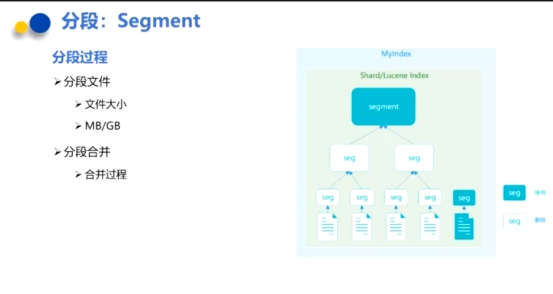 分段：Segment
分段过程
➢分段文件
➢文件大小
➢MB/GB
➢分段合并
➢合并过程
MyIndex
Shard/Lucene Index
segment
seg
seg
seg
seg
seg
seg
seg
seg
使用
seg
删除